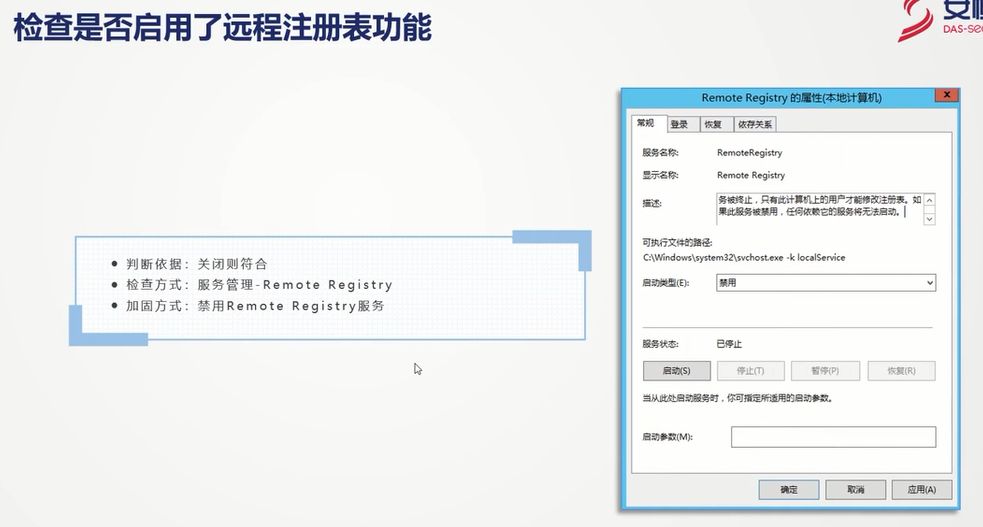 检查是否启用了远程注册表功能
DAS-sec
● 判断依据：关闭则符合
● 检查方式：服务管理-Remote Registry
● 加固方式：禁用Remote Registry服务
Remote Registry 的属性(本地计算机)
x
常规 登录 恢复 依存关系
服务名称: RemoteRegistry
显示名称: Remote Registry
描述: 务被终止，只有此计算机上的用户才能修改注册表。如
果此服务被禁用，任何依赖它的服务将无法启动。
可执行文件的路径:
C:\Windows\system32\svchost.exe -k localService
启动类型(E): 禁用
服务状态: 已停止
启动(S) 停止(T) 暂停(P) 恢复(R)
当从此处启动服务时，你可指定所适用的启动参数。
启动参数(M):
确定 取消 应用(A)